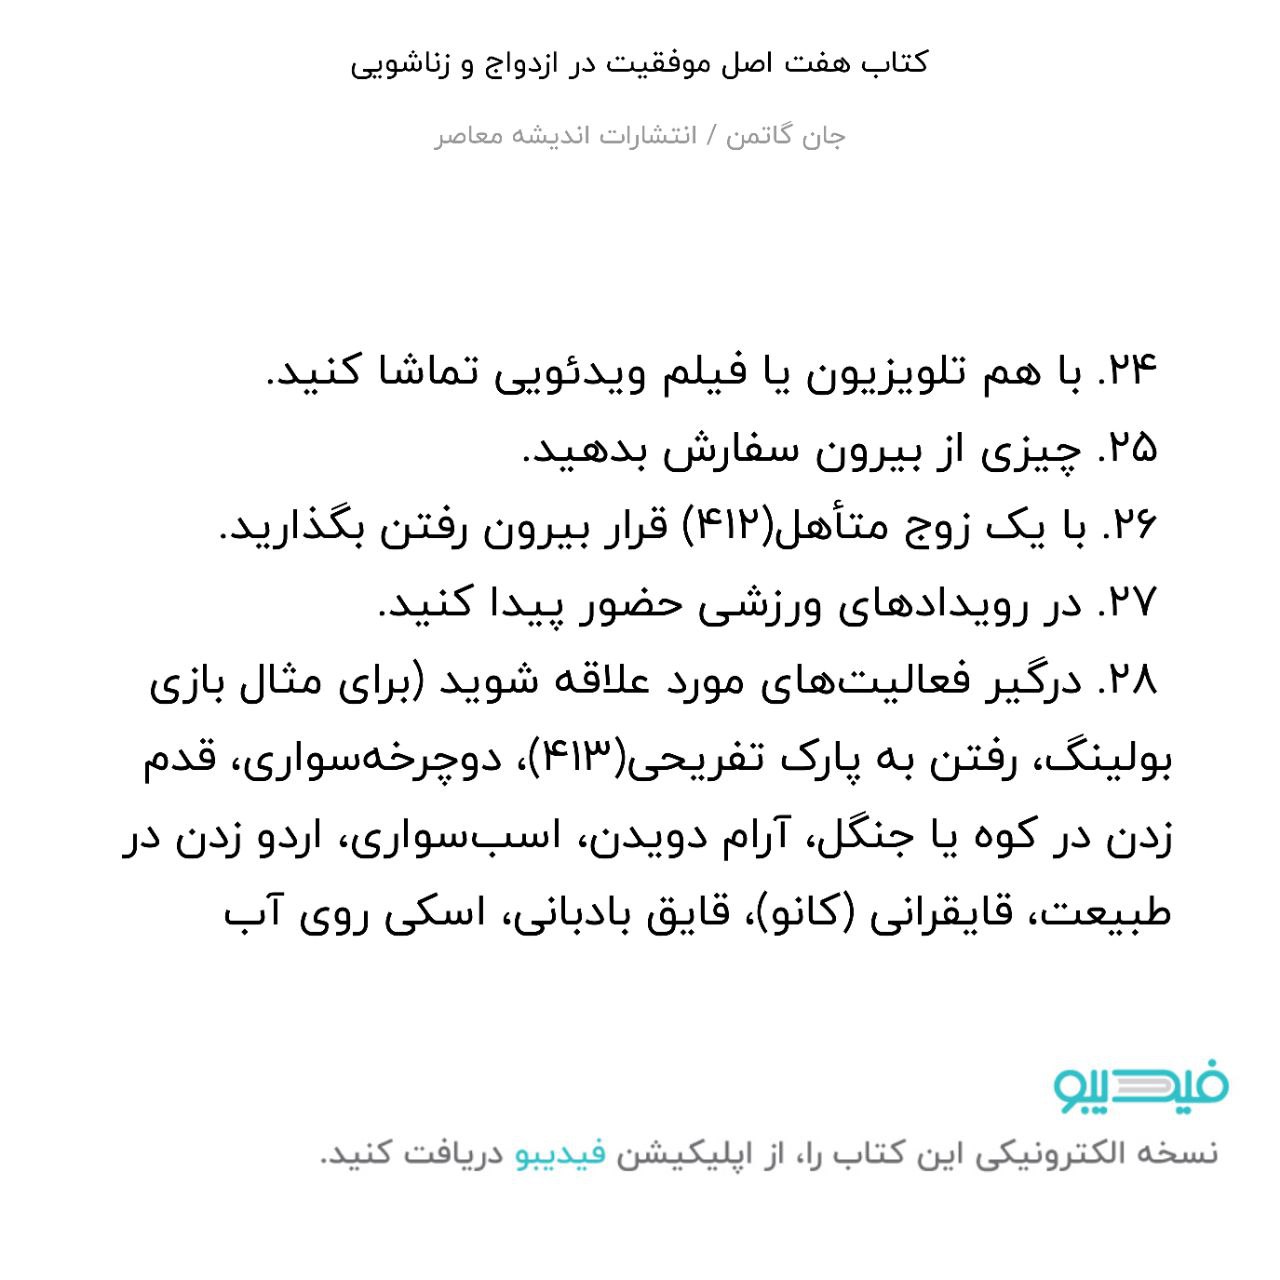 کتاب هفت اصل موفقیت در ازدواج و زناشویی
جان گاتمن / انتشارات اندیشه معاصر
۲۴. با هم تلویزیون یا فیلم ویدئویی تماشا کنید.
۲۵. چیزی از بیرون سفارش بدهید.
۲۶. با یک زوج متأهل(۴۱۲) قرار بیرون رفتن بگذارید.
۲۷. در رویدادهای ورزشی حضور پیدا کنید.
۲۸. درگیر فعالیت‌های مورد علاقه شوید (برای مثال بازی
بولینگ، رفتن به پارک تفریحی(۴۱۳)، دوچرخه‌سواری، قدم
زدن در کوه یا جنگل، آرام دویدن، اسب‌سواری، اردو زدن در
طبیعت، قایقرانی (کانو)، قایق بادبانی، اسکی روی آب
فیدیبو
نسخه الکترونیکی این کتاب را، از اپلیکیشن فیدیبو دریافت کنید.